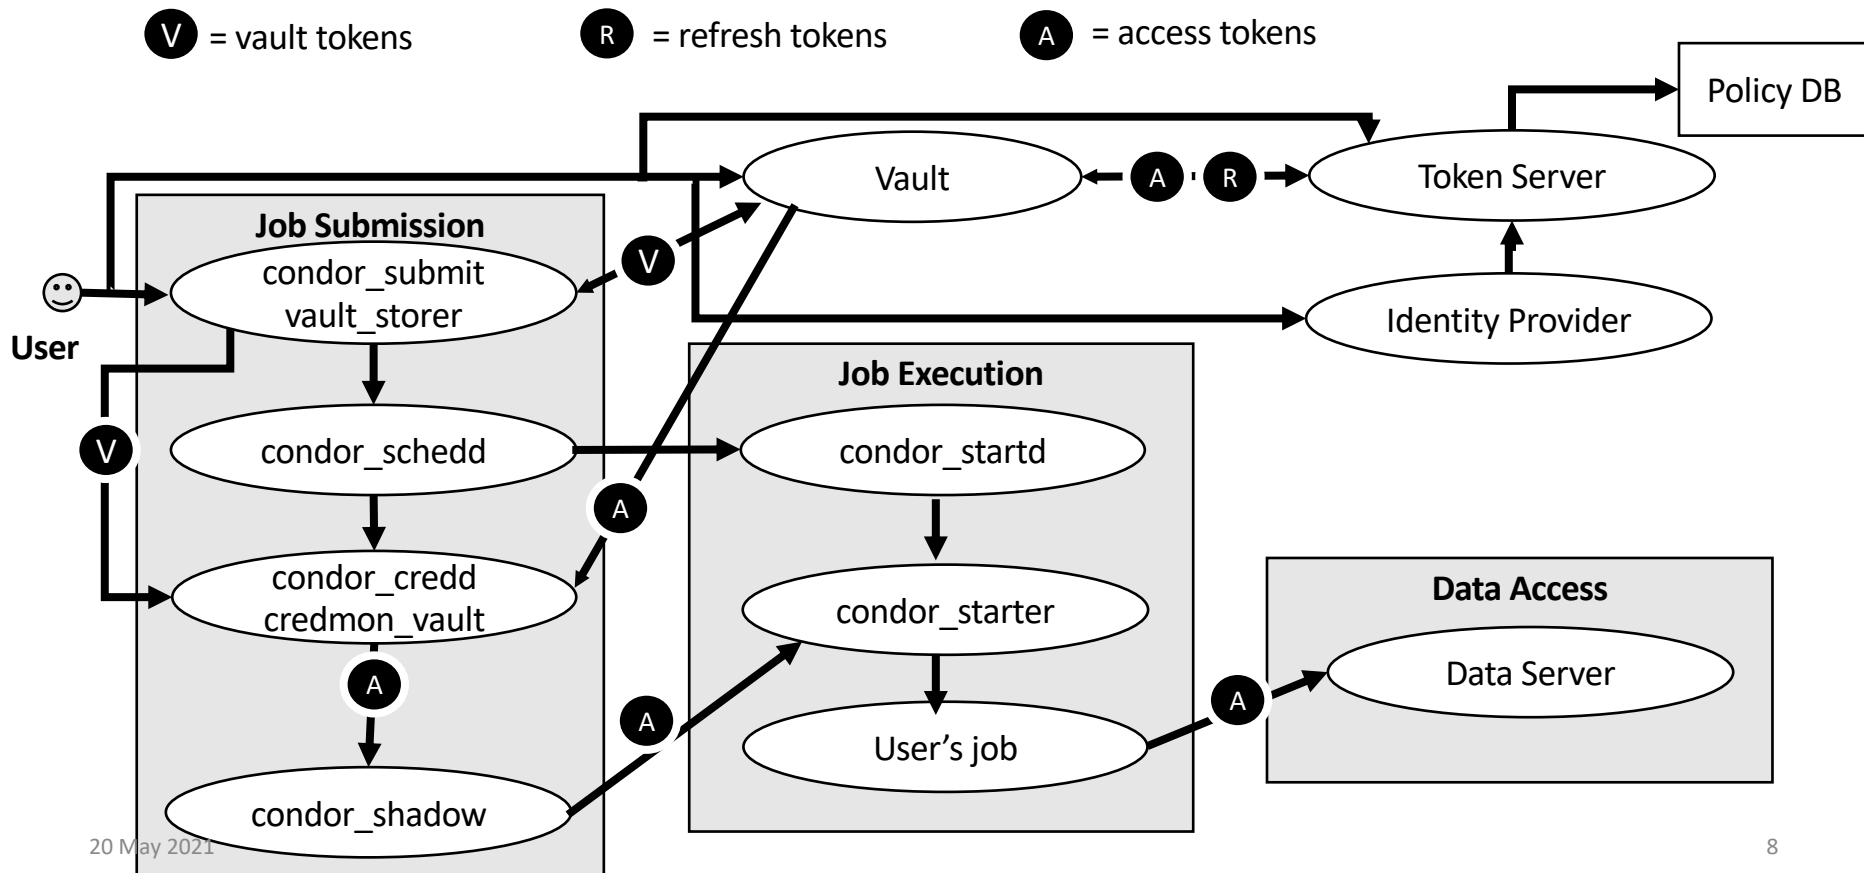 V = vault tokens
R = refresh tokens
A = access tokens
Policy DB
Vault
A
R
Token Server
Job Submission
condor_submit
vault_storer
V
User
Identity Provider
Job Execution
condor_schedd
V
condor_startd
A
condor_credd
credmon_vault
condor_starter
Data Access
Data Server
A
A
A
User’s job
condor_shadow
20 May 2021
8